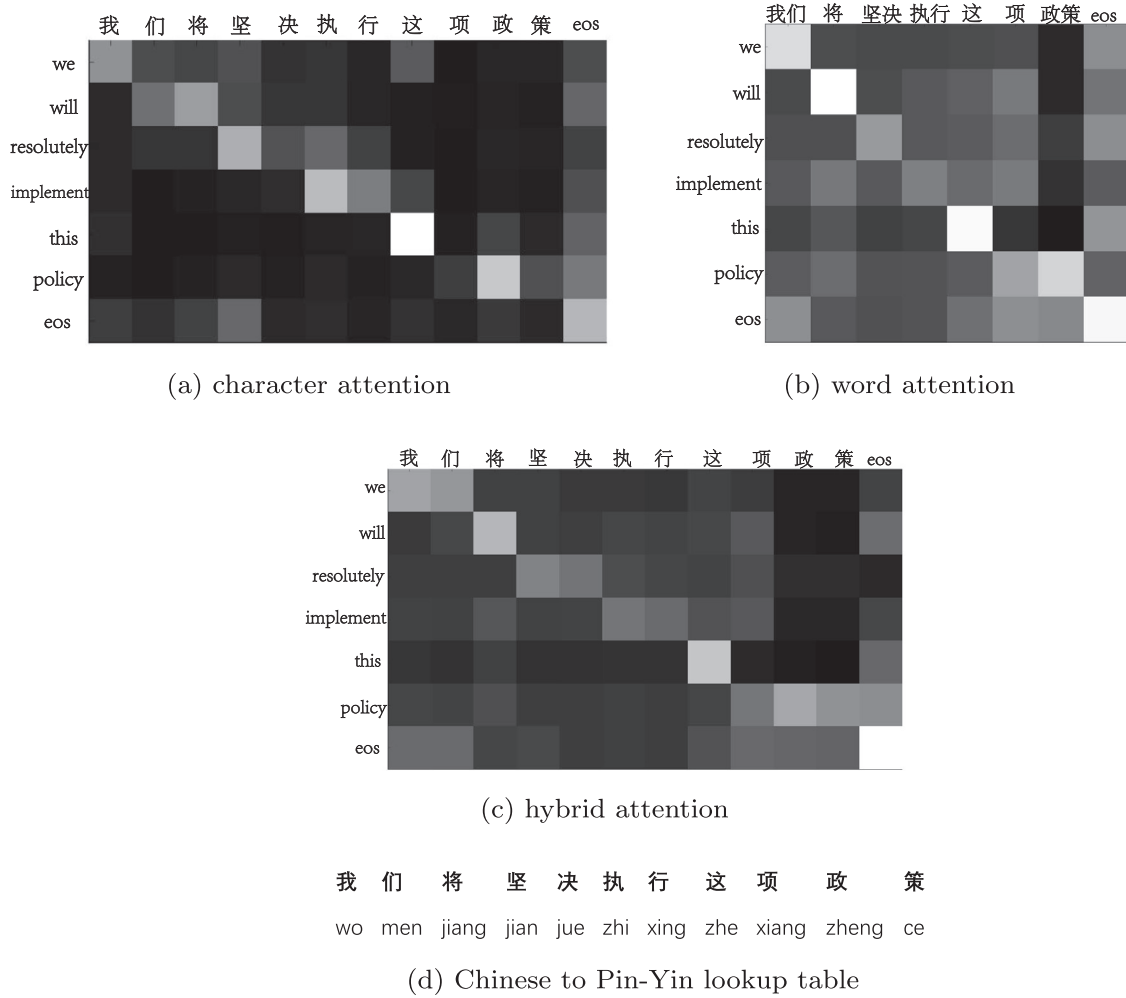 我 们 将 坚 决 执 行 这 项 政 策 eos
we
will
resolutely
implement
this
policy
eos
(a) character attention
我们 将 坚决 执行 这 项 政策 eos
we
will
resolutely
implement
this
policy
eos
(b) word attention
我 们 将 坚 决 执 行 这 项 政 策 eos
we
will
resolutely
implement
this
policy
eos
(c) hybrid attention
我 们 将 坚 决 执 行 这 项 政 策
wo men jiang jian jue zhi xing zhe xiang zheng ce
(d) Chinese to Pin-Yin lookup table